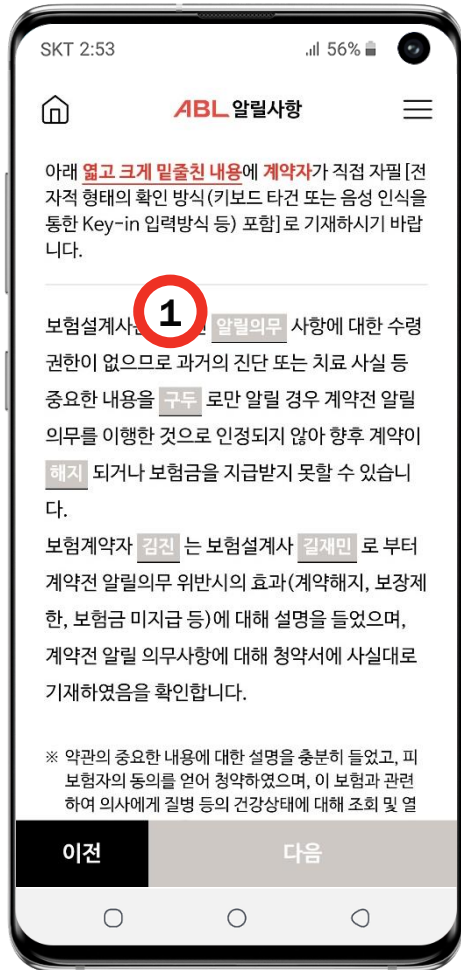 SKT 2:53 56%
ABL 알릴사항
아래 엷고 크게 밑줄친 내용에 계약자가 직접 자필[전
자적 형태의 확인 방식(키보드 타건 또는 음성 인식을
통한 Key-in 입력방식 등) 포함]로 기재하시기 바랍
니다.
1
보험설계사 알릴의무 사항에 대한 수령
권한이 없으므로 과거의 진단 또는 치료 사실 등
중요한 내용을 구두 로만 알릴 경우 계약전 알릴
의무를 이행한 것으로 인정되지 않아 향후 계약이
해지 되거나 보험금을 지급받지 못할 수 있습니
다.
보험계약자 김진 는 보험설계사 길재민 로 부터
계약전 알릴의무 위반시의 효과(계약해지, 보장제
한, 보험금 미지급 등)에 대해 설명을 들었으며,
계약전 알릴 의무사항에 대해 청약서에 사실대로
기재하였음을 확인합니다.
※ 약관의 중요한 내용에 대한 설명을 충분히 들었고, 피
보험자의 동의를 얻어 청약하였으며, 이 보험과 관련
하여 의사에게 질병 등의 건강상태에 대해 조회 및 열
이전 다음